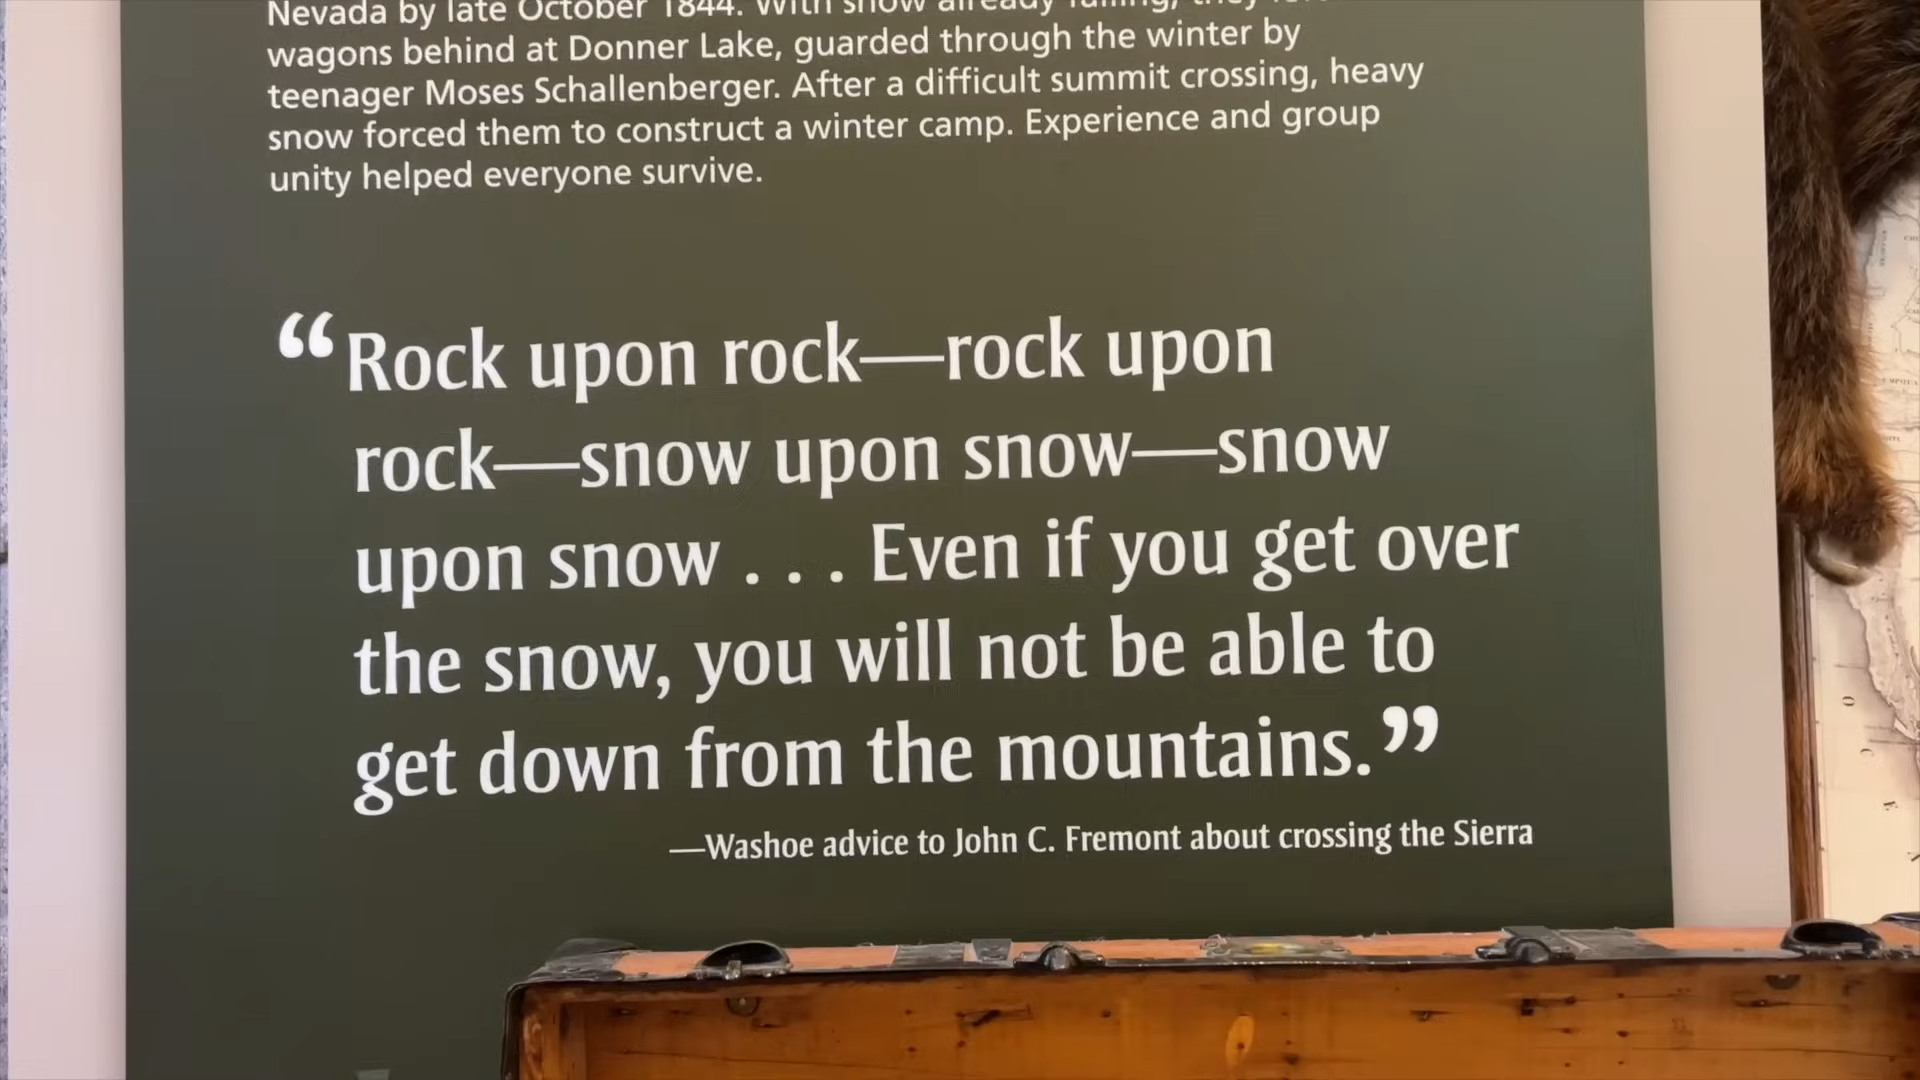 Nevada by late October 1844. With snow already falling, they
wagons behind at Donner Lake, guarded through the winter by
teenager Moses Schallenberger. After a difficult summit crossing, heavy
snow forced them to construct a winter camp. Experience and group
unity helped everyone survive.
“Rock upon rock—rock upon
rock—snow upon snow—snow
upon snow . . . Even if you get over
the snow, you will not be able to
get down from the mountains.”
—Washoe advice to John C. Fremont about crossing the Sierra